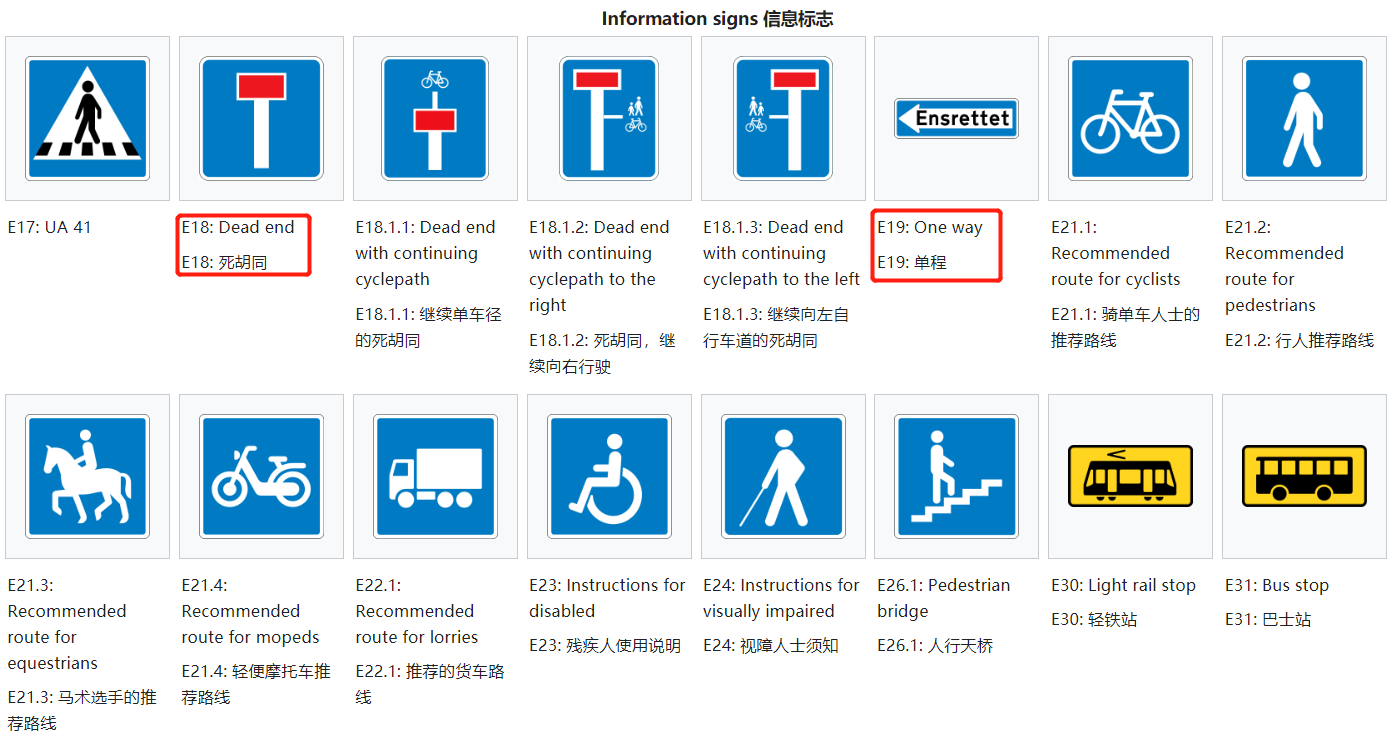 Information signs 信息标志
Ensrettet
E17: UA 41
E18: Dead end
E18: 死胡同
E18.1.1: Dead end
with continuing
cyclepath
E18.1.1: 继续单车径
的死胡同
E18.1.2: Dead end
with continuing
cyclepath to the
right
E18.1.2: 死胡同，继
续向右行驶
E18.1.3: Dead end
with continuing
cyclepath to the left
E18.1.3: 继续向左自
行车道的死胡同
E19: One way
E19: 单程
E21.1:
Recommended
route for cyclists
E21.1: 骑单车人士的
推荐路线
E21.2:
Recommended
route for
pedestrians
E21.2: 行人推荐路线
E21.3:
Recommended
route for
equestrians
E21.3: 马术选手的推
荐路线
E21.4:
Recommended
route for mopeds
E21.4: 轻便摩托车推
荐路线
E22.1:
Recommended
route for lorries
E22.1: 推荐的货车路
线
E23: Instructions for
disabled
E23: 残疾人使用说明
E24: Instructions for
visually impaired
E24: 视障人士须知
E26.1: Pedestrian
bridge
E26.1: 人行天桥
E30: Light rail stop
E30: 轻铁站
E31: Bus stop
E31: 巴士站